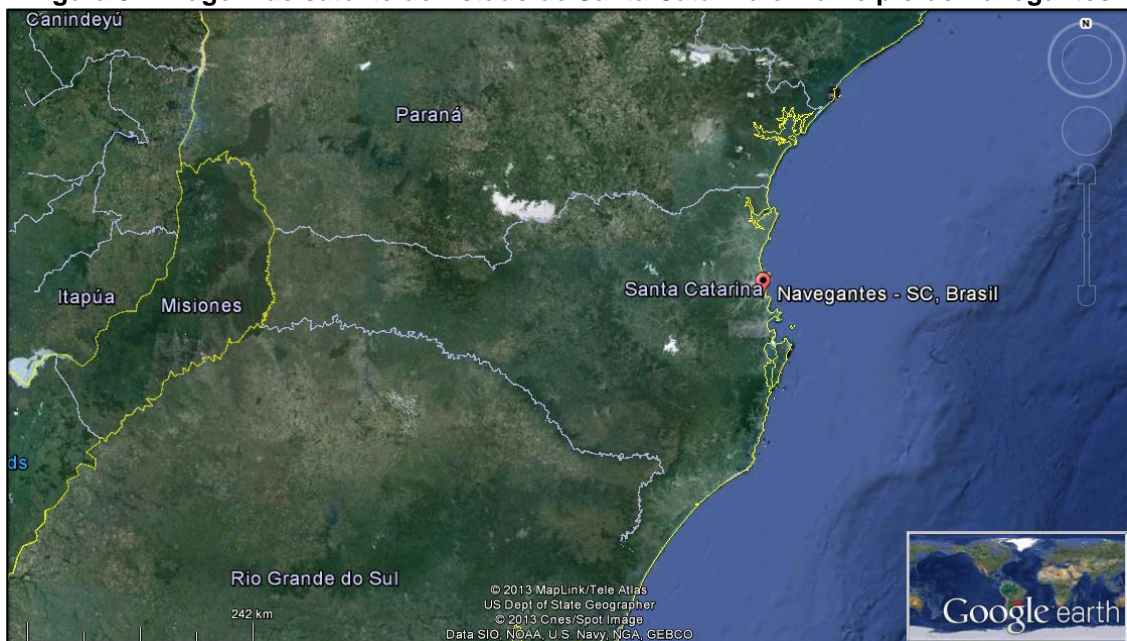 Canindeyú
N
Paraná
Itapúa
Misiones
Santa Catarina
Navegantes - SC, Brasil
ds
Rio Grande do Sul
242 km
© 2013 MapLink/Tele Atlas
US Dept of State Geographer
© 2013 Cnes/Spot Image
Data SIO, NOAA, U.S. Navy, NGA, GEBCO
Google earth